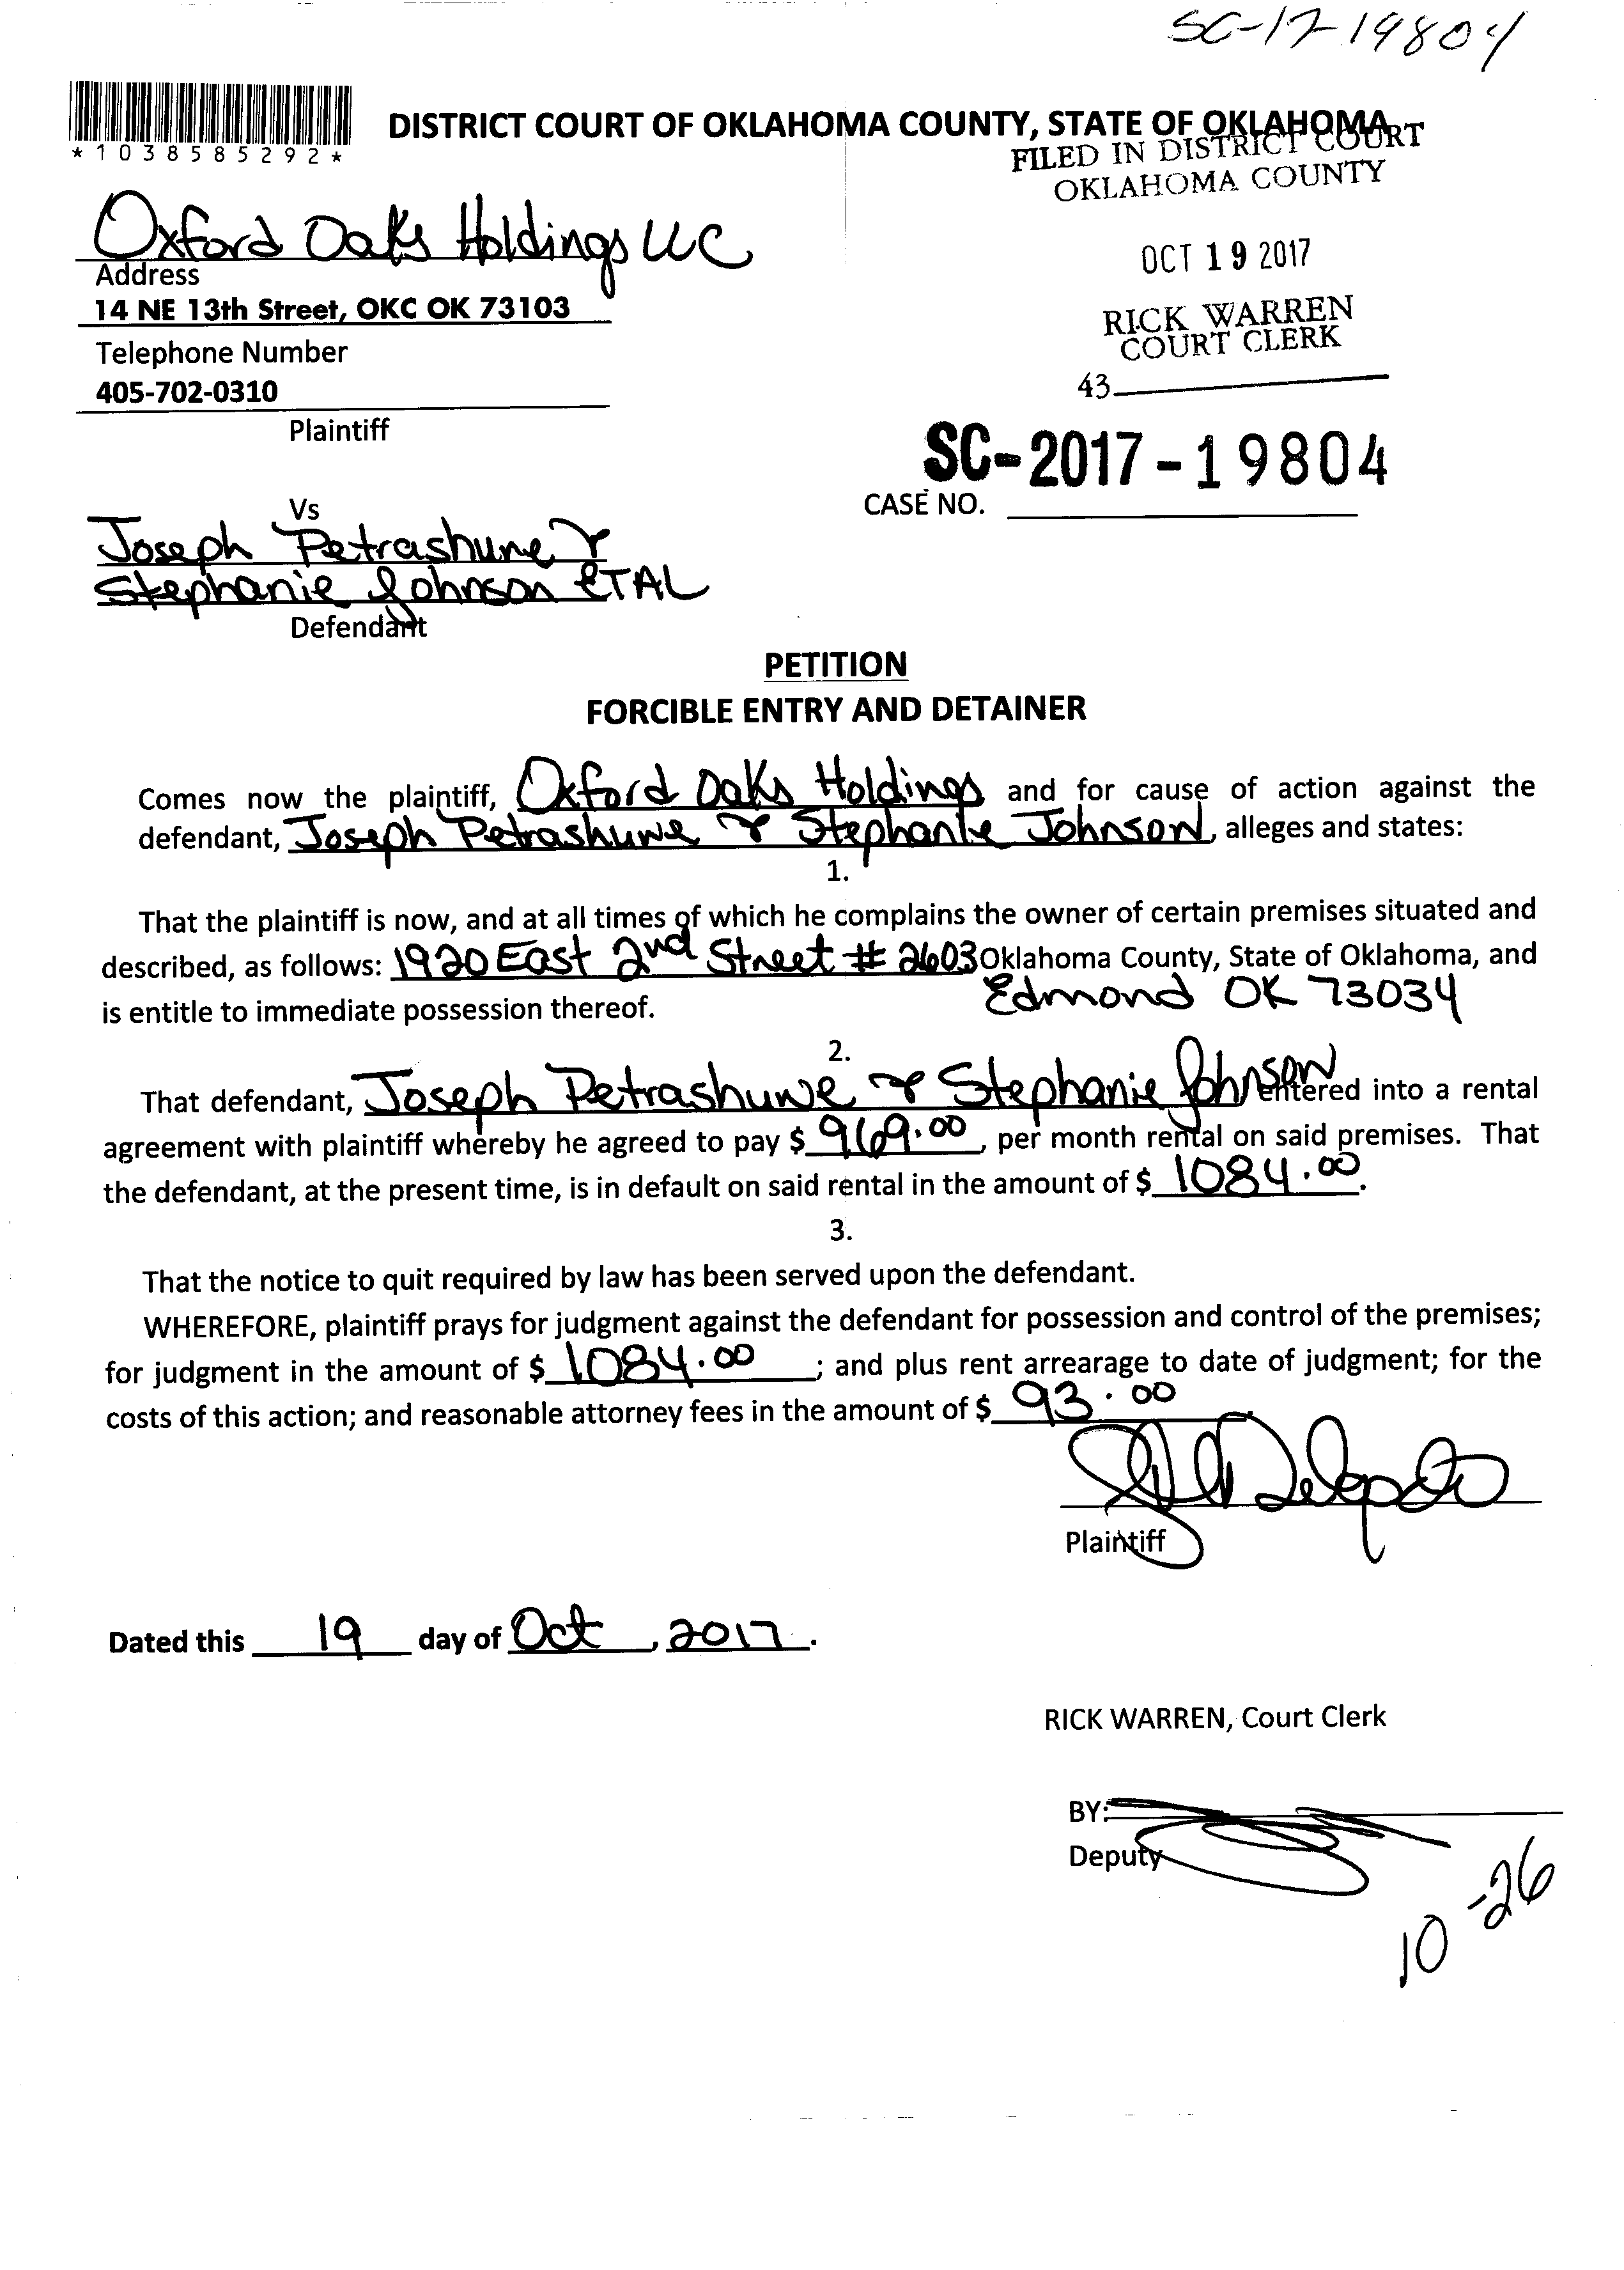 SC-17-19804
*1038585292*
DISTRICT COURT OF OKLAHOMA COUNTY, STATE OF OKLAHOMA
FILED IN DISTRICT COURT
OKLAHOMA COUNTY
OCT 19 2017
RICK WARREN
COURT CLERK
43
Oxford Oaks Holdings LLC
Address
14 NE 13th Street, OKC OK 73103
Telephone Number
405-702-0310
Plaintiff
SC-2017-19804
CASE NO.
Vs
Joseph Petrashune &
Stephanie Johnson ETAL
Defendant
PETITION
FORCIBLE ENTRY AND DETAINER
Comes now the plaintiff, Oxford Oaks Holdings and for cause of action against the
defendant, Joseph Petrashune & Stephanie Johnson, alleges and states:
1.
That the plaintiff is now, and at all times of which he complains the owner of certain premises situated and
described, as follows: 1920 East 2nd Street # 2603 Oklahoma County, State of Oklahoma, and
is entitle to immediate possession thereof. Edmond OK 73034
2.
That defendant, Joseph Petrashune & Stephanie Johnson entered into a rental
agreement with plaintiff whereby he agreed to pay $ 969.00, per month rental on said premises. That
the defendant, at the present time, is in default on said rental in the amount of $ 1084.00.
3.
That the notice to quit required by law has been served upon the defendant.
WHEREFORE, plaintiff prays for judgment against the defendant for possession and control of the premises;
for judgment in the amount of $ 1084.00; and plus rent arrearage to date of judgment; for the
costs of this action; and reasonable attorney fees in the amount of $ 93.00
Delgado
Plaintiff
Dated this 19 day of Oct, 2017.
RICK WARREN, Court Clerk
BY:
Deputy
10-26